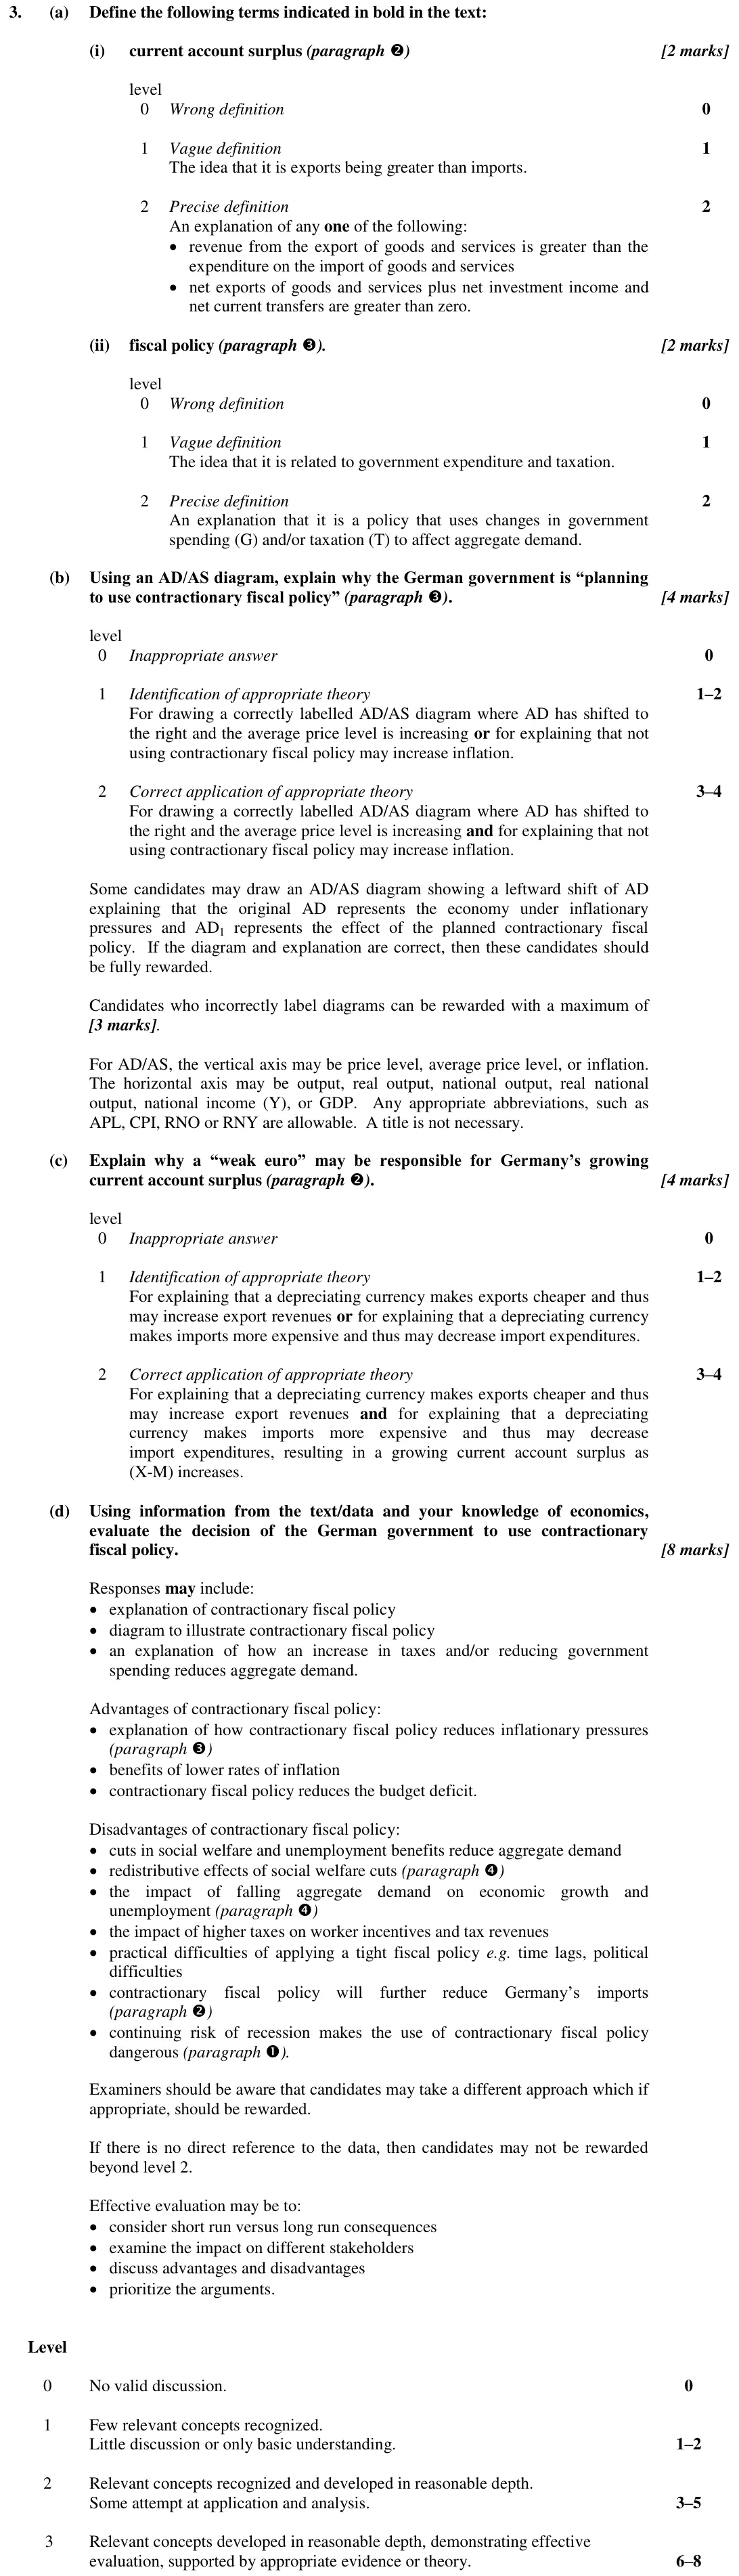 3. (a) Define the following terms indicated in bold in the text:
(i) current account surplus (paragraph ❷) [2 marks]
level
0 Wrong definition 0
1 Vague definition 1
The idea that it is exports being greater than imports.
2 Precise definition 2
An explanation of any one of the following:
• revenue from the export of goods and services is greater than the
expenditure on the import of goods and services
• net exports of goods and services plus net investment income and
net current transfers are greater than zero.
(ii) fiscal policy (paragraph ❸). [2 marks]
level
0 Wrong definition 0
1 Vague definition 1
The idea that it is related to government expenditure and taxation.
2 Precise definition 2
An explanation that it is a policy that uses changes in government
spending (G) and/or taxation (T) to affect aggregate demand.
(b) Using an AD/AS diagram, explain why the German government is “planning
to use contractionary fiscal policy” (paragraph ❸). [4 marks]
level
0 Inappropriate answer 0
1 Identification of appropriate theory 1–2
For drawing a correctly labelled AD/AS diagram where AD has shifted to
the right and the average price level is increasing or for explaining that not
using contractionary fiscal policy may increase inflation.
2 Correct application of appropriate theory 3–4
For drawing a correctly labelled AD/AS diagram where AD has shifted to
the right and the average price level is increasing and for explaining that not
using contractionary fiscal policy may increase inflation.
Some candidates may draw an AD/AS diagram showing a leftward shift of AD
explaining that the original AD represents the economy under inflationary
pressures and AD₁ represents the effect of the planned contractionary fiscal
policy. If the diagram and explanation are correct, then these candidates should
be fully rewarded.
Candidates who incorrectly label diagrams can be rewarded with a maximum of
[3 marks].
For AD/AS, the vertical axis may be price level, average price level, or inflation.
The horizontal axis may be output, real output, national output, real national
output, national income (Y), or GDP. Any appropriate abbreviations, such as
APL, CPI, RNO or RNY are allowable. A title is not necessary.
(c) Explain why a “weak euro” may be responsible for Germany’s growing
current account surplus (paragraph ❷). [4 marks]
level
0 Inappropriate answer 0
1 Identification of appropriate theory 1–2
For explaining that a depreciating currency makes exports cheaper and thus
may increase export revenues or for explaining that a depreciating currency
makes imports more expensive and thus may decrease import expenditures.
2 Correct application of appropriate theory 3–4
For explaining that a depreciating currency makes exports cheaper and thus
may increase export revenues and for explaining that a depreciating
currency makes imports more expensive and thus may decrease
import expenditures, resulting in a growing current account surplus as
(X-M) increases.
(d) Using information from the text/data and your knowledge of economics,
evaluate the decision of the German government to use contractionary
fiscal policy. [8 marks]
Responses may include:
• explanation of contractionary fiscal policy
• diagram to illustrate contractionary fiscal policy
• an explanation of how an increase in taxes and/or reducing government
spending reduces aggregate demand.
Advantages of contractionary fiscal policy:
• explanation of how contractionary fiscal policy reduces inflationary pressures
(paragraph ❸)
• benefits of lower rates of inflation
• contractionary fiscal policy reduces the budget deficit.
Disadvantages of contractionary fiscal policy:
• cuts in social welfare and unemployment benefits reduce aggregate demand
• redistributive effects of social welfare cuts (paragraph ❹)
• the impact of falling aggregate demand on economic growth and
unemployment (paragraph ❹)
• the impact of higher taxes on worker incentives and tax revenues
• practical difficulties of applying a tight fiscal policy e.g. time lags, political
difficulties
• contractionary fiscal policy will further reduce Germany’s imports
(paragraph ❷)
• continuing risk of recession makes the use of contractionary fiscal policy
dangerous (paragraph ❶).
Examiners should be aware that candidates may take a different approach which if
appropriate, should be rewarded.
If there is no direct reference to the data, then candidates may not be rewarded
beyond level 2.
Effective evaluation may be to:
• consider short run versus long run consequences
• examine the impact on different stakeholders
• discuss advantages and disadvantages
• prioritize the arguments.
Level
0 No valid discussion. 0
1 Few relevant concepts recognized.
Little discussion or only basic understanding. 1–2
2 Relevant concepts recognized and developed in reasonable depth.
Some attempt at application and analysis. 3–5
3 Relevant concepts developed in reasonable depth, demonstrating effective
evaluation, supported by appropriate evidence or theory. 6–8